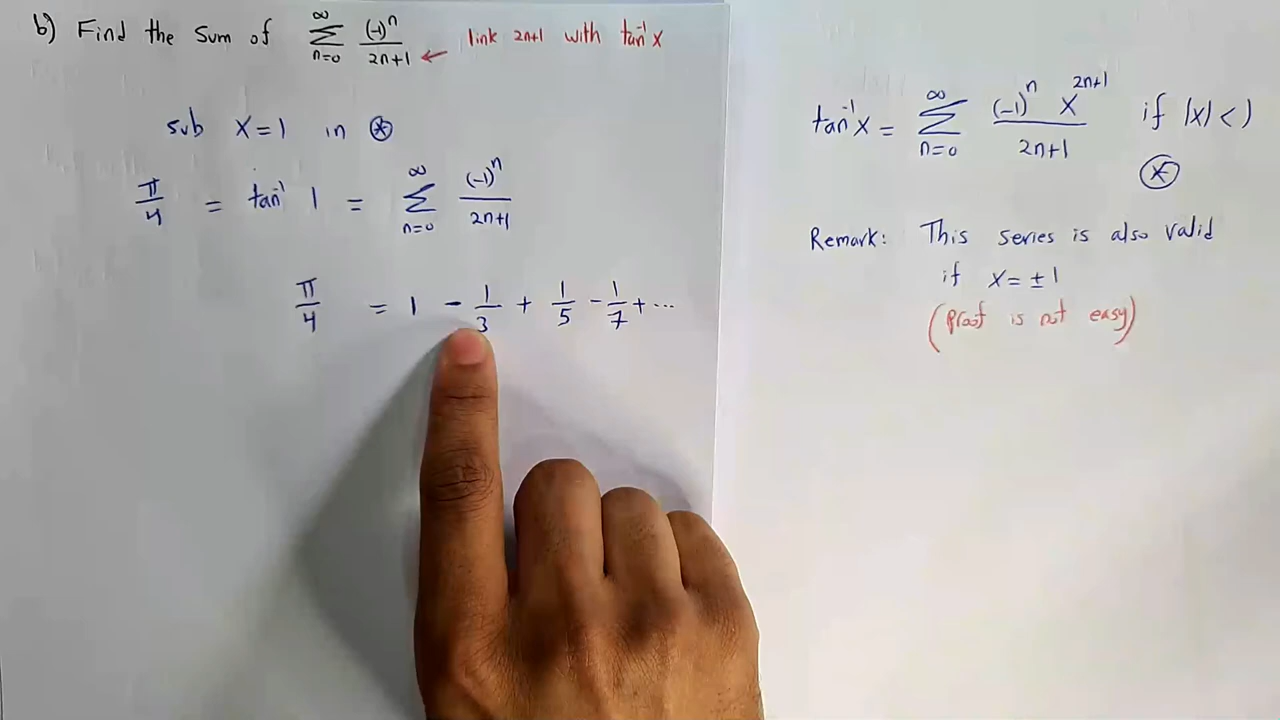 b) Find the sum of ∞∑n=0 (-1)^n / 2n+1 ← link 2n+1 with tan⁻¹x
sub x=1 in ⊛
π/4 = tan⁻¹ 1 = ∞∑n=0 (-1)^n / 2n+1
π/4 = 1 - 1/3 + 1/5 - 1/7 + ...
tan⁻¹x = ∞∑n=0 (-1)^n x^2n+1 / 2n+1 if |x| < 1
⊛
Remark: This series is also valid
if x = ± 1
(proof is not easy)